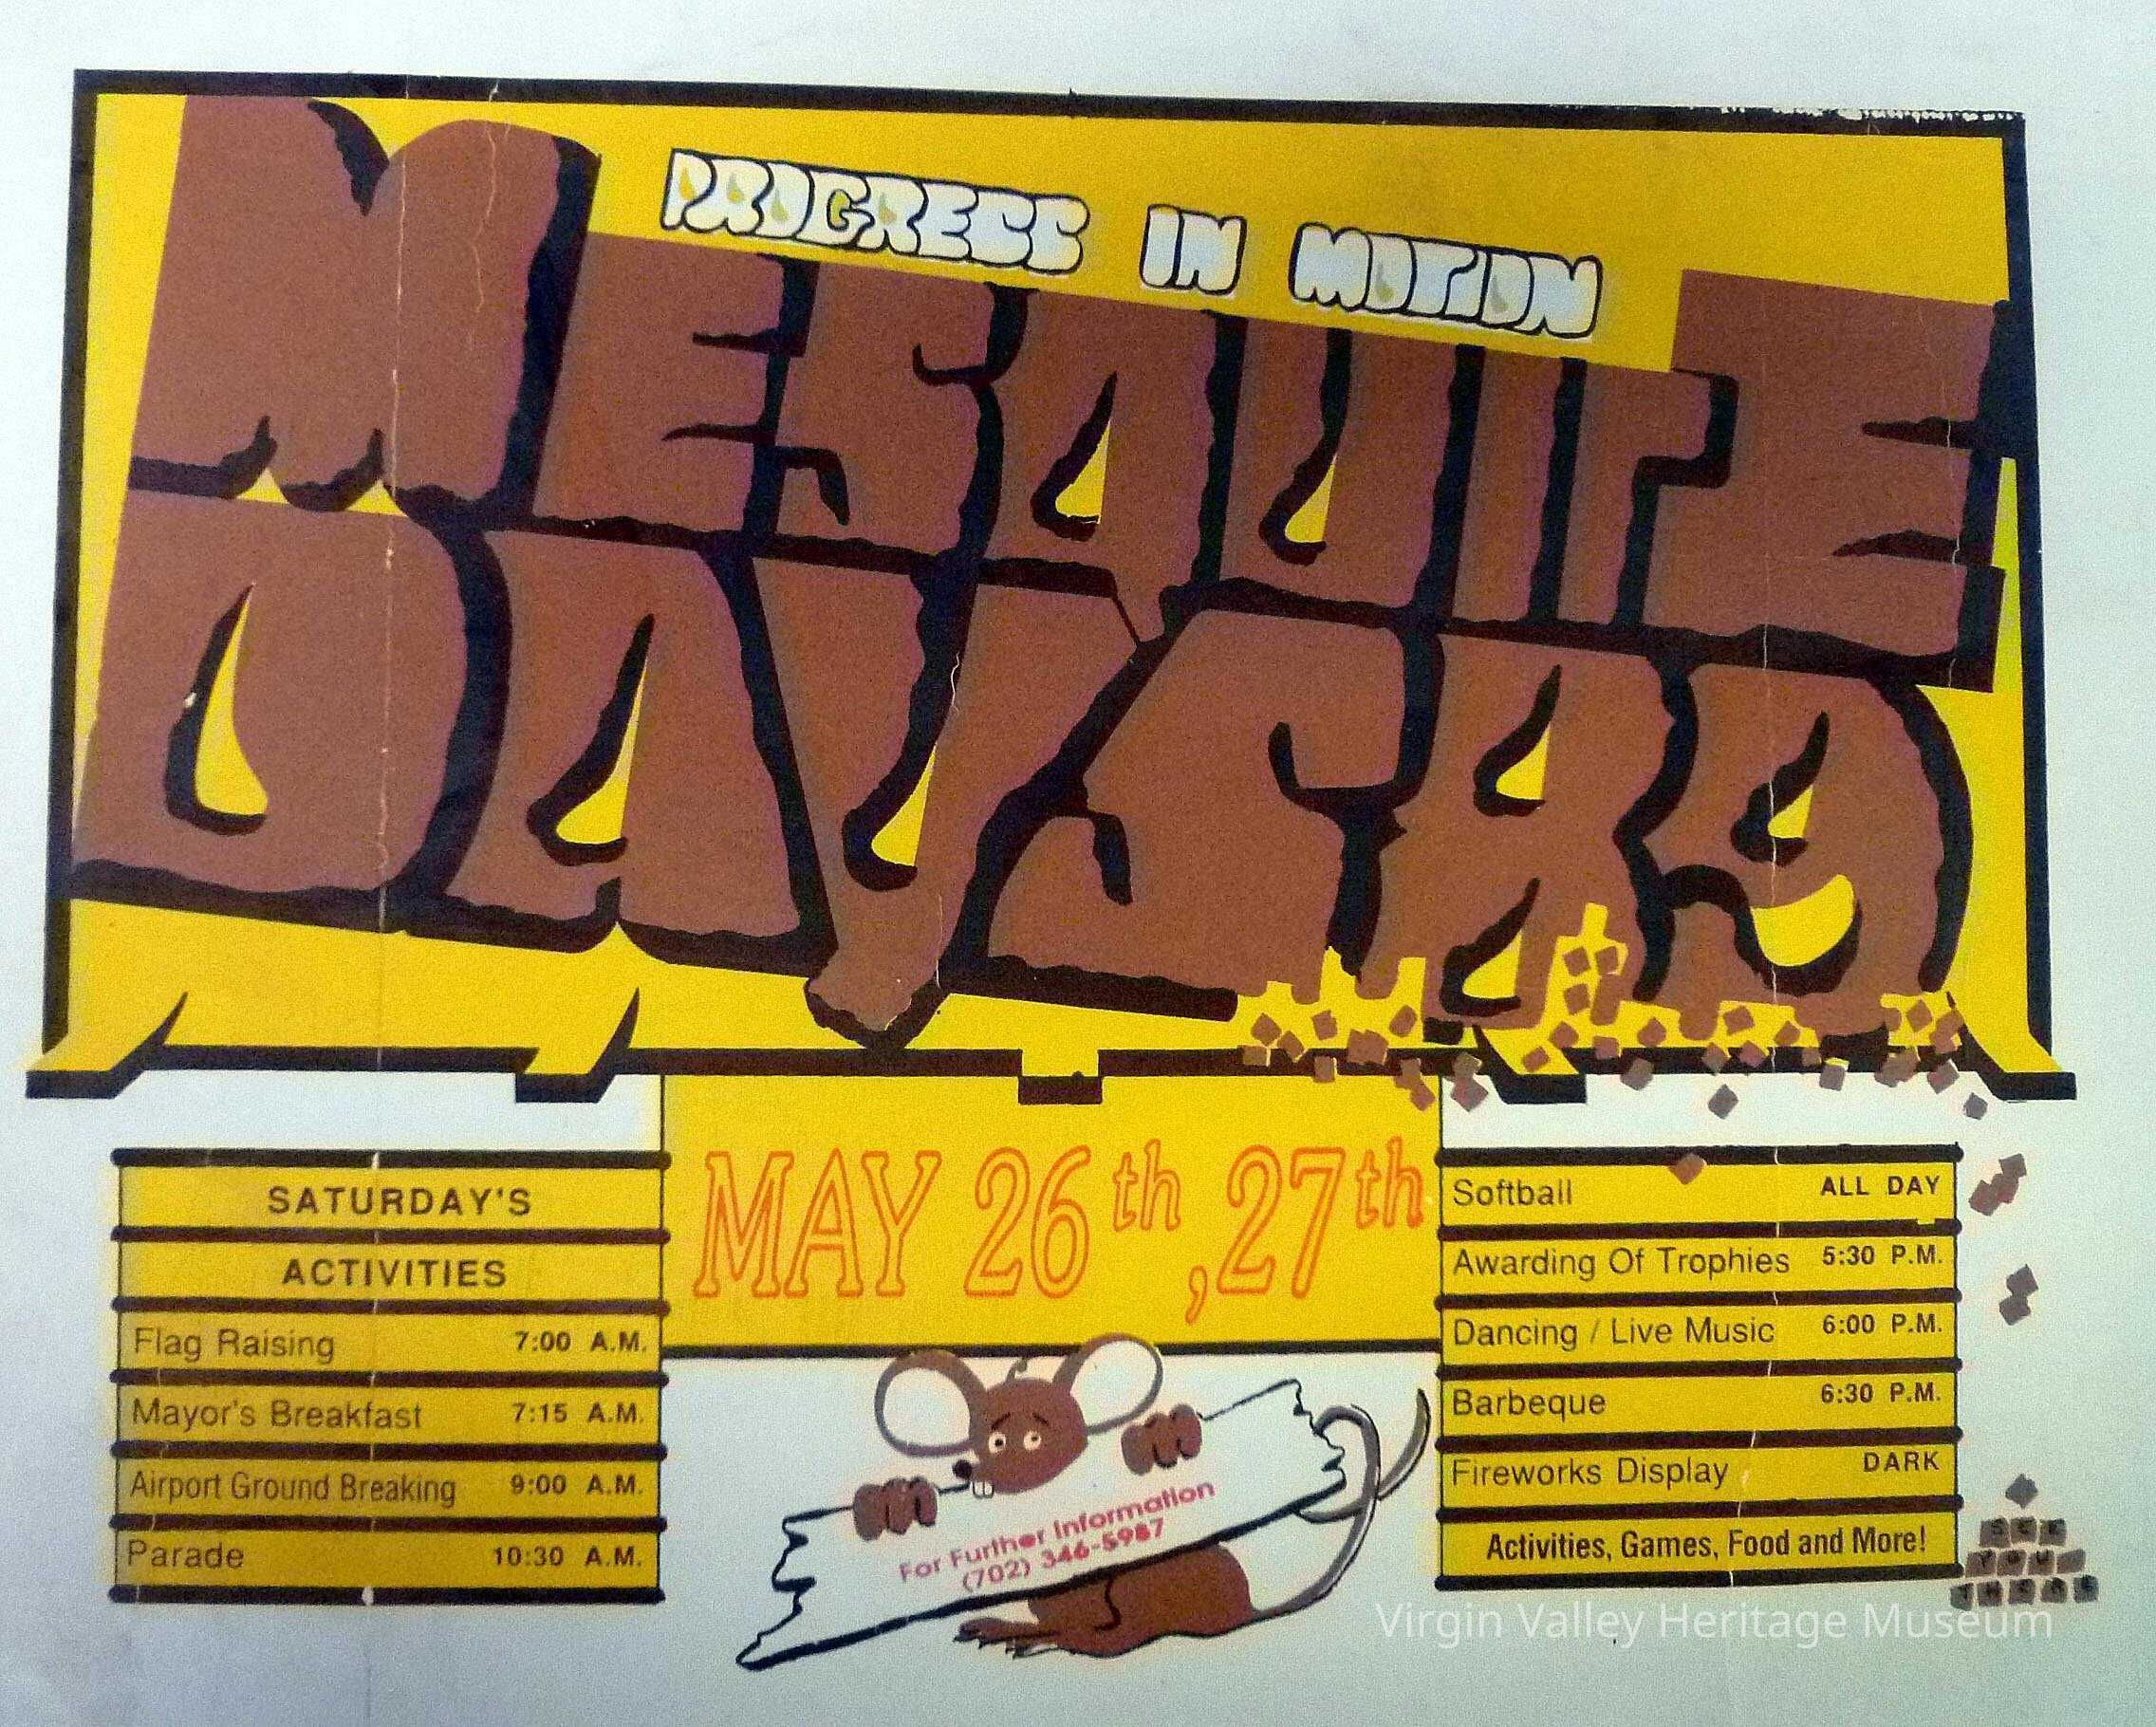 PROGRESS IN MOTION
MESQUITE
DAYS 89
MAY 26th, 27th
SATURDAY'S
ACTIVITIES
Flag Raising 7:00 A.M.
Mayor's Breakfast 7:15 A.M.
Airport Ground Breaking 9:00 A.M.
Parade 10:30 A.M.
Softball ALL DAY
Awarding Of Trophies 5:30 P.M.
Dancing / Live Music 6:00 P.M.
Barbeque 6:30 P.M.
Fireworks Display DARK
Activities, Games, Food and More!
For Further Information
(702) 346-5987
SEE
YOU
THERE
Virgin Valley Heritage Museum